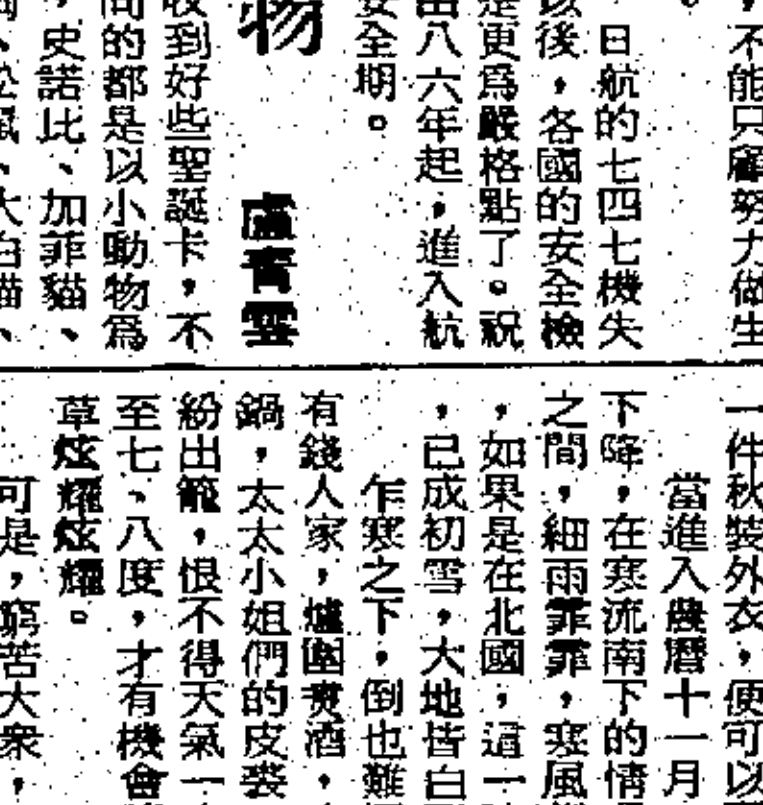 ，不能只顧努力做生
。
日航的七四七機失
後，各國的安全檢
是更爲嚴格點了。祝
八六年起，進入航
安全期。
物
盧青雲
收到好些聖誕卡，不
的都是以小動物爲
，史諾比、加菲貓、
、松鼠、大白貓、
一件秋裝外衣，便可以
當進入農曆十一月
下降，在寒流南下的情
之間，細雨霏霏，寒風
，如果是在北國，這一
，已成初雪，大地皆白
乍寒之下，倒也難
有錢人家，爐圍煑酒，
鍋，太太小姐們的皮裘
紛出籠，恨不得天氣一
至七、八度，才有機會
草炫耀炫耀。
可是，窮苦大衆，